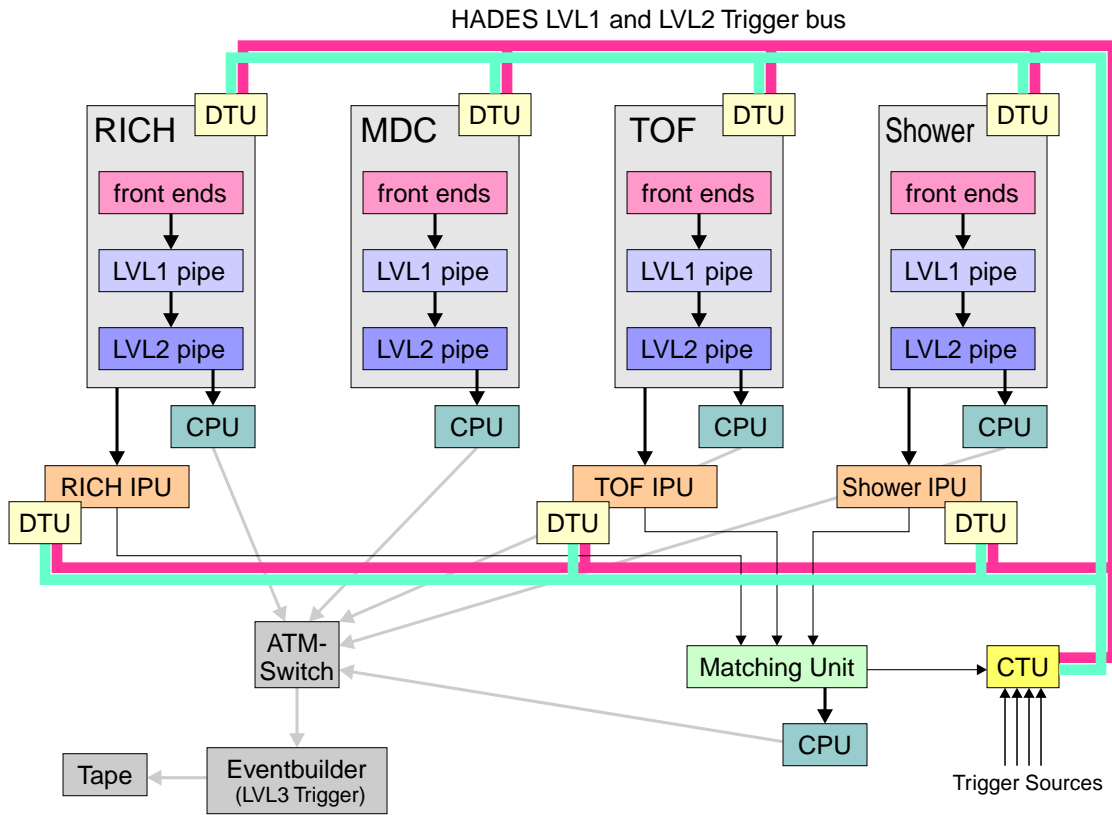 HADES LVL1 and LVL2 Trigger bus
DTU
DTU
DTU
DTU
RICH
MDC
TOF
Shower
front ends
front ends
front ends
front ends
LVL1 pipe
LVL1 pipe
LVL1 pipe
LVL1 pipe
LVL2 pipe
LVL2 pipe
LVL2 pipe
LVL2 pipe
CPU
CPU
CPU
CPU
RICH IPU
TOF IPU
Shower IPU
DTU
DTU
DTU
ATM-
Switch
Matching Unit
CTU
CPU
Tape
Eventbuilder
(LVL3 Trigger)
Trigger Sources